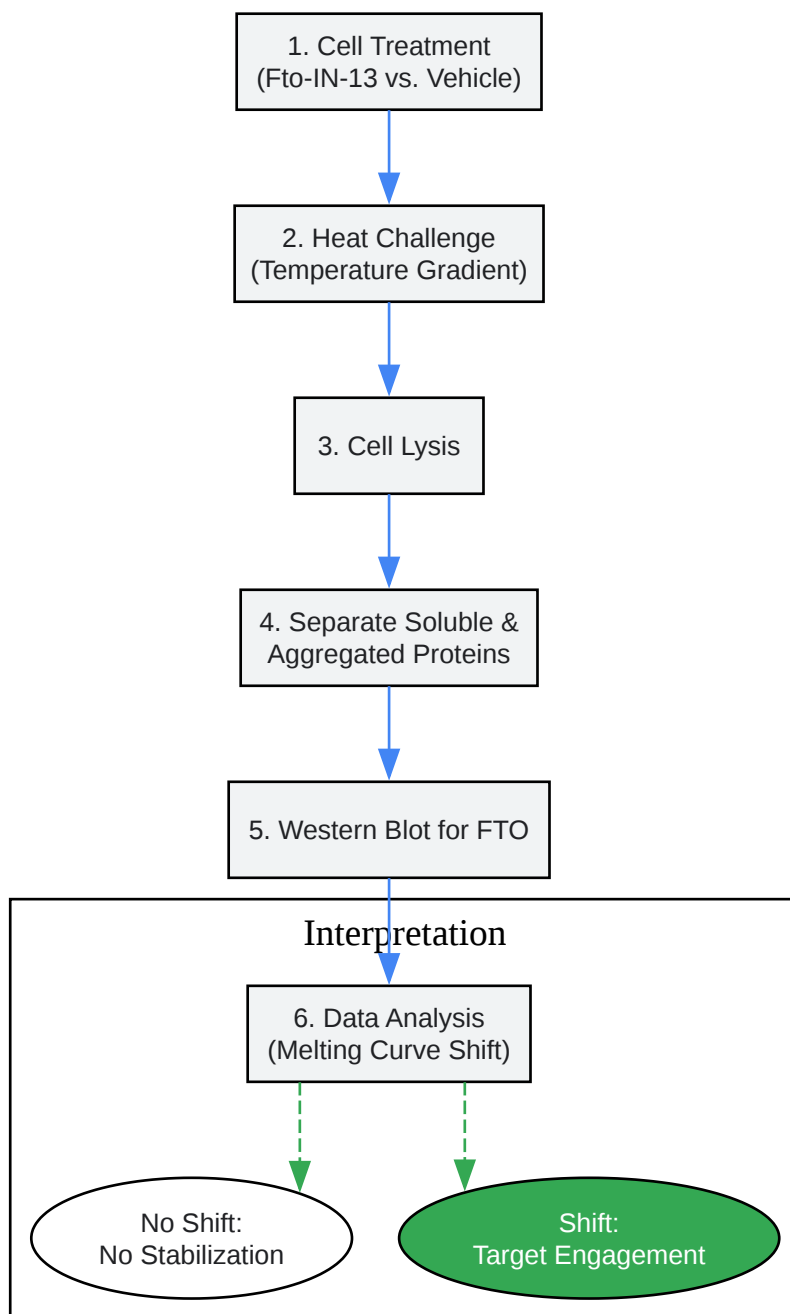 1. Cell Treatment
(Fto-IN-13 vs. Vehicle)
2. Heat Challenge
(Temperature Gradient)
3. Cell Lysis
4. Separate Soluble &
Aggregated Proteins
5. Western Blot for FTO
Interpretation
6. Data Analysis
(Melting Curve Shift)
No Shift:
No Stabilization
Shift:
Target Engagement